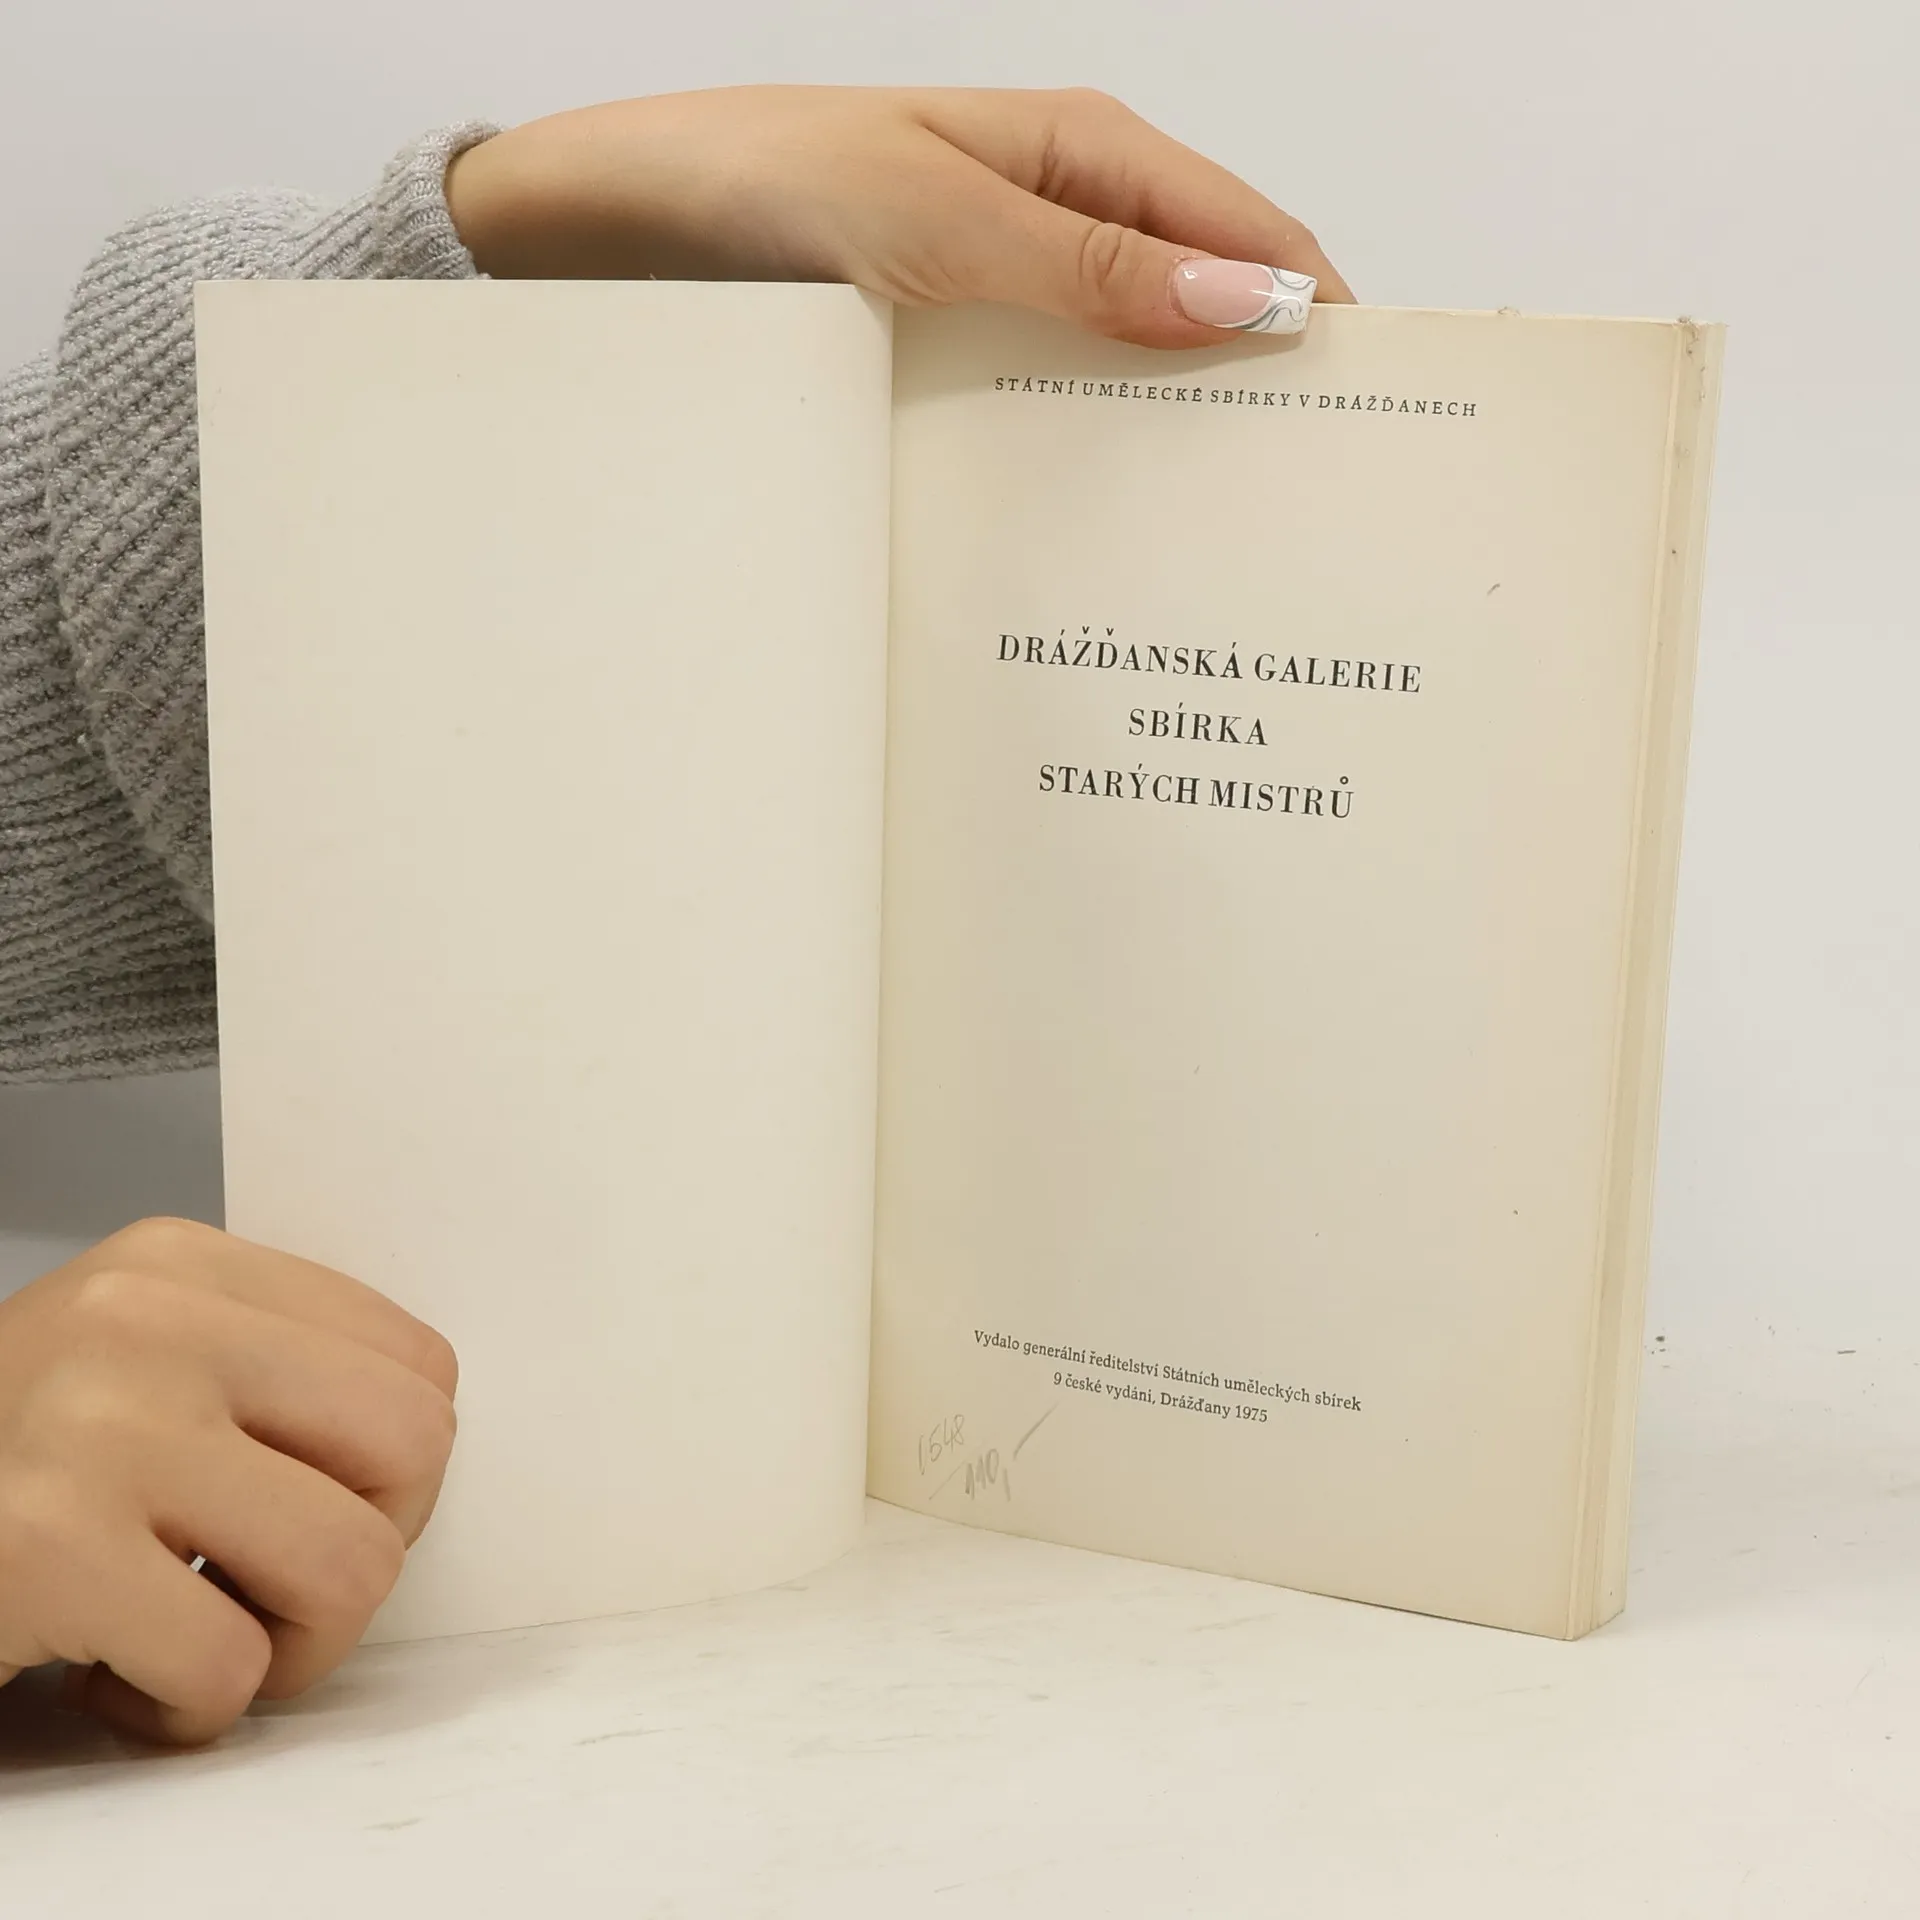 STÁTNÍ UMĚLECKÉ SBÍRKY V DRÁŽĎANECH
DRÁŽĎANSKÁ GALERIE
SBÍRKA
STARÝCH MISTRŮ
Vydalo generální ředitelství Státních uměleckých sbírek
9 české vydání, Drážďany 1975